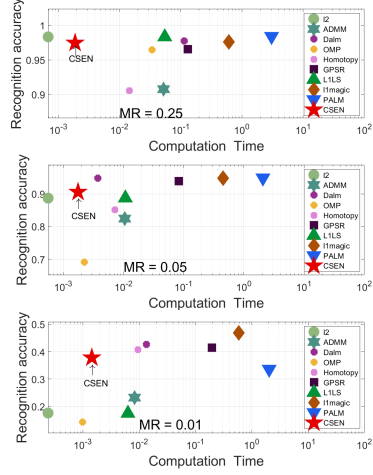 Recognition accuracy
1
0.95
0.9
CSEN
MR = 0.25
l2
ADMM
Dalm
OMP
Homotopy
GPSR
L1LS
l1magic
PALM
CSEN
10-3
10-2
10-1
100
101
102
Computation Time
Recognition accuracy
0.9
0.8
0.7
CSEN
MR = 0.05
l2
ADMM
Dalm
OMP
Homotopy
GPSR
L1LS
l1magic
PALM
CSEN
10-3
10-2
10-1
100
101
102
Computation Time
Recognition accuracy
0.5
0.4
0.3
0.2
CSEN
MR = 0.01
l2
ADMM
Dalm
OMP
Homotopy
GPSR
L1LS
l1magic
PALM
CSEN
10-3
10-2
10-1
100
101
102
Computation Time